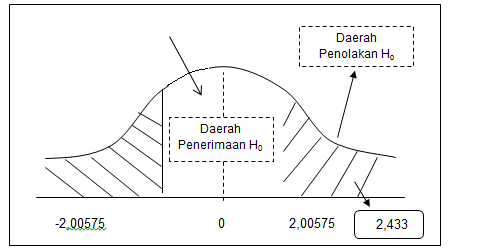 Daerah
Penolakan H₀
Daerah
Penerimaan H₀
-2,00575 0 2,00575 2,433